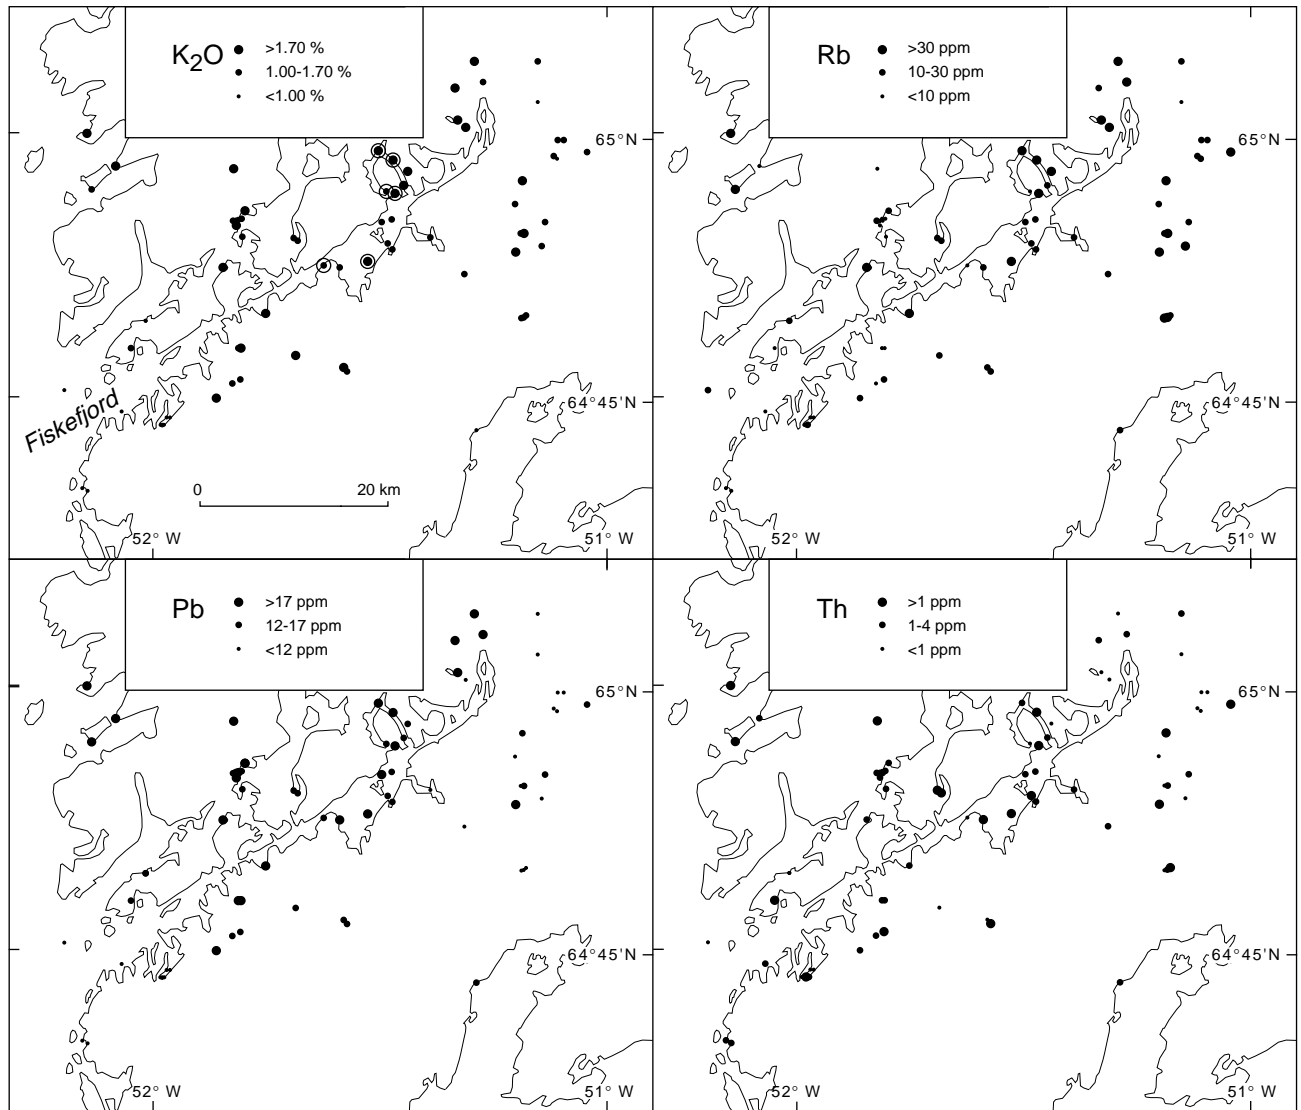 K2O
>1.70 %
1.00-1.70 %
<1.00 %
65° N
64° 45'N
Fiskefjord
0 20 km
52° W
51° W
Rb
>30 ppm
10-30 ppm
<10 ppm
65° N
64° 45'N
52° W
51° W
Pb
>17 ppm
12-17 ppm
<12 ppm
65° N
64° 45'N
52° W
51° W
Th
>1 ppm
1-4 ppm
<1 ppm
65° N
64° 45'N
52° W
51° W